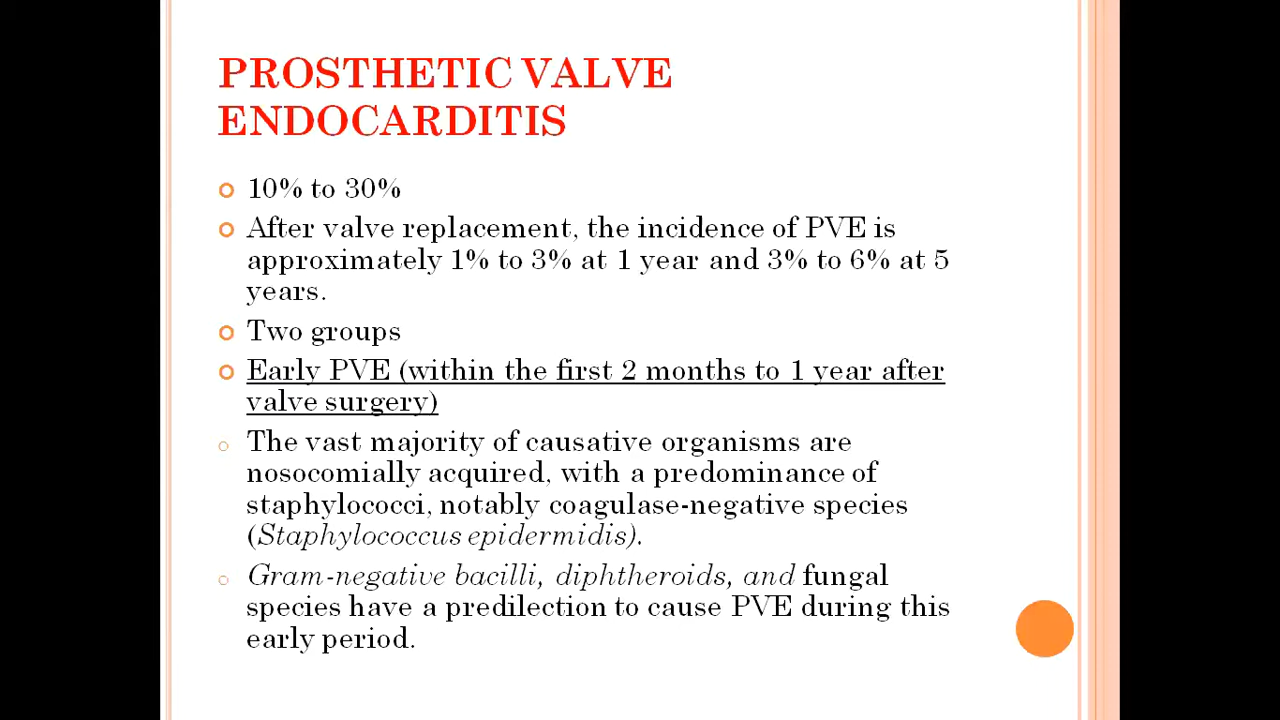 PROSTHETIC VALVE
ENDOCARDITIS
10% to 30%
After valve replacement, the incidence of PVE is
approximately 1% to 3% at 1 year and 3% to 6% at 5
years.
Two groups
Early PVE (within the first 2 months to 1 year after
valve surgery)
The vast majority of causative organisms are
nosocomially acquired, with a predominance of
staphylococci, notably coagulase-negative species
(Staphylococcus epidermidis).
Gram-negative bacilli, diphtheroids, and fungal
species have a predilection to cause PVE during this
early period.